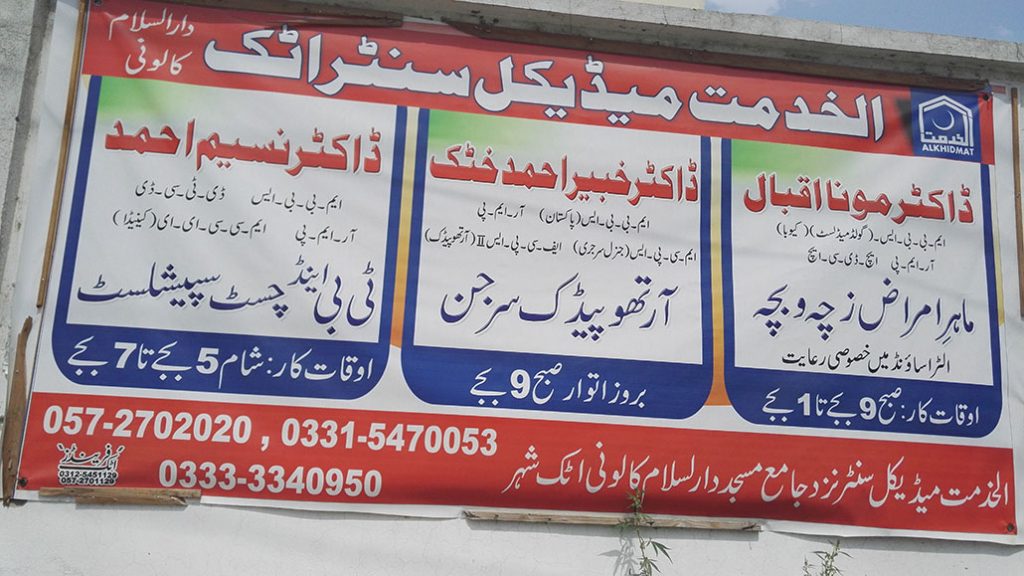 الخدمت میڈیکل سنٹر اٹک
دارالسلام
کالونی
الخدمت
ALKHIDMAT
ڈاکٹر مونا اقبال
ایم۔بی۔بی۔ایس۔(گولڈ میڈلسٹ)(کیوبا)
آر۔ایم۔پی ایچ۔ڈی۔سی۔ایچ
ماہرِ امراض زچہ و بچہ
الٹراساؤنڈ میں خصوصی رعایت
اوقات کار: صبح 9 بجے تا 1 بجے
ڈاکٹر خبیر احمد خٹک
ایم۔بی۔بی۔ایس(پاکستان) آر۔ایم۔پی
ایم۔سی۔پی۔ایس(جنرل سرجری) ایف۔سی۔پی۔ایس II(آرتھوپیڈک)
آرتھوپیڈک سرجن
بروز اتوار صبح 9 بجے
ڈاکٹر نسیم احمد
ایم۔بی۔بی۔ایس ڈی۔ٹی۔سی۔ڈی
آر۔ایم۔پی ایم۔سی۔سی۔ای۔ای(کینیڈا)
ٹی بی اینڈ چسٹ سپیشلسٹ
اوقات کار: شام 5 بجے تا 7 بجے
057-2702020 , 0331-5470053
0333-3340950
الخدمت میڈیکل سنٹر نزد جامع مسجد دارلسلام کالونی اٹک شہر
0312-5451129
057-2701129